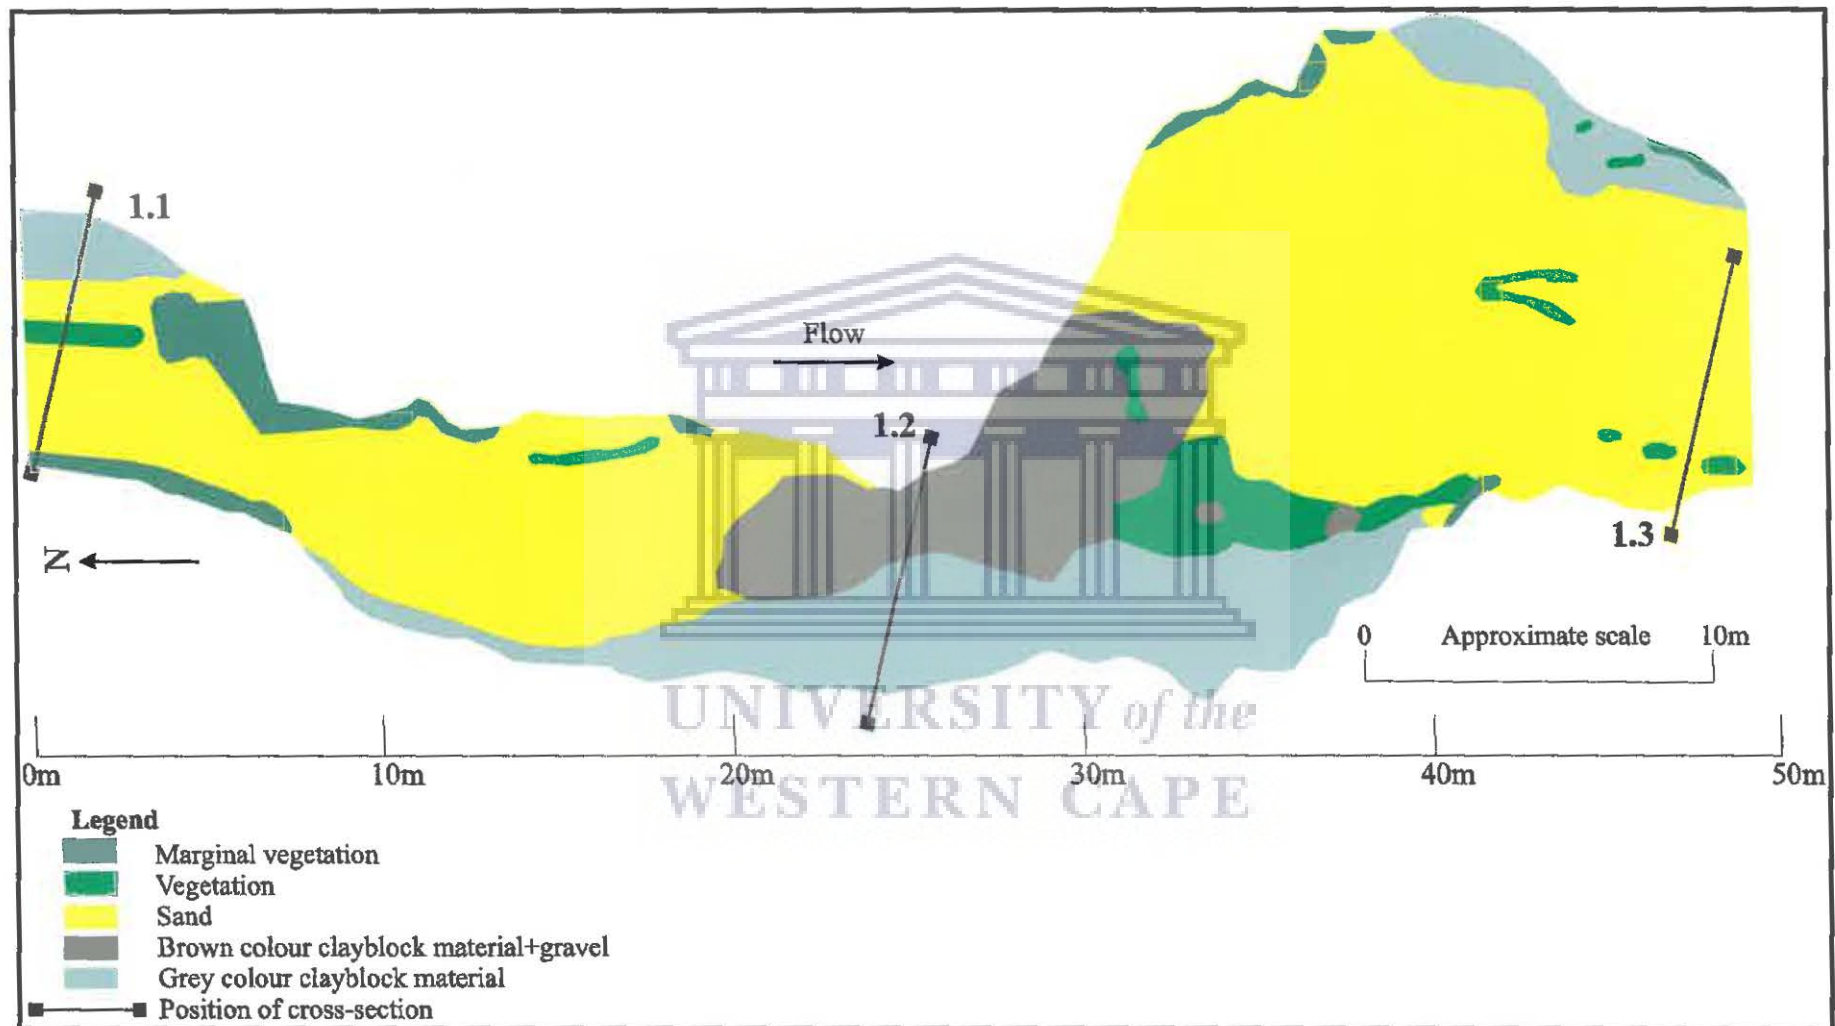 1.1
Flow
1.2
N
1.3
0 Approximate scale 10m
UNIVERSITY of the
0m 10m 20m 30m 40m 50m
WESTERN CAPE
Legend
Marginal vegetation
Vegetation
Sand
Brown colour clayblock material+gravel
Grey colour clayblock material
Position of cross-section